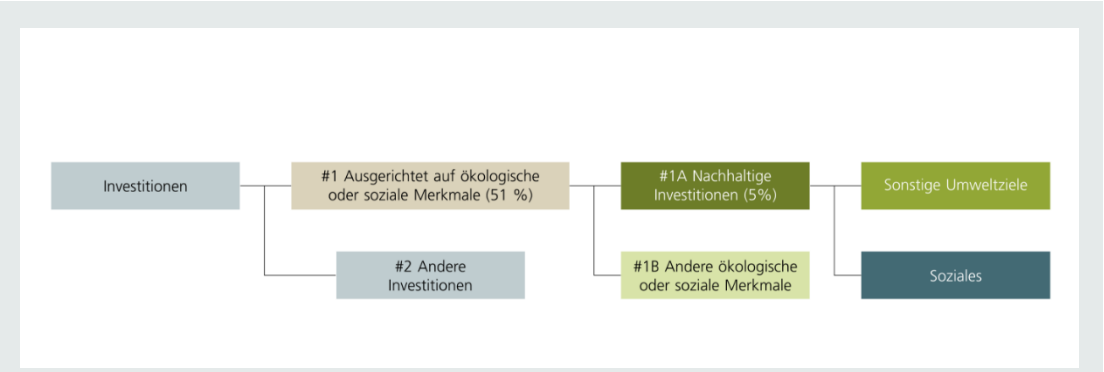 Investitionen
#1 Ausgerichtet auf ökologische
oder soziale Merkmale (51 %)
#1A Nachhaltige
Investitionen (5%)
Sonstige Umweltziele
#2 Andere
Investitionen
#1B Andere ökologische
oder soziale Merkmale
Soziales